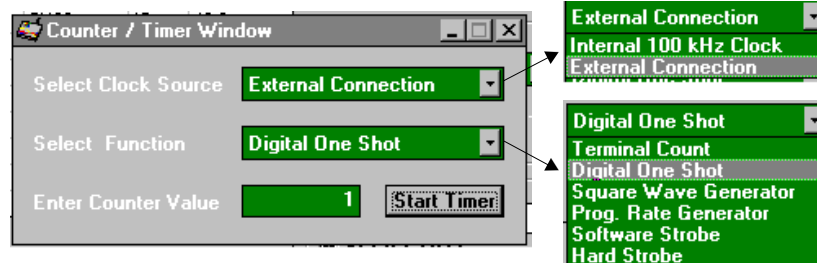 Counter / Timer Window
Select Clock Source External Connection
Select Function Digital One Shot
Enter Counter Value 1 Start Timer
External Connection
Internal 100 kHz Clock
External Connection
Digital One Shot
Terminal Count
Digital One Shot
Square Wave Generator
Prog. Rate Generator
Software Strobe
Hard Strobe